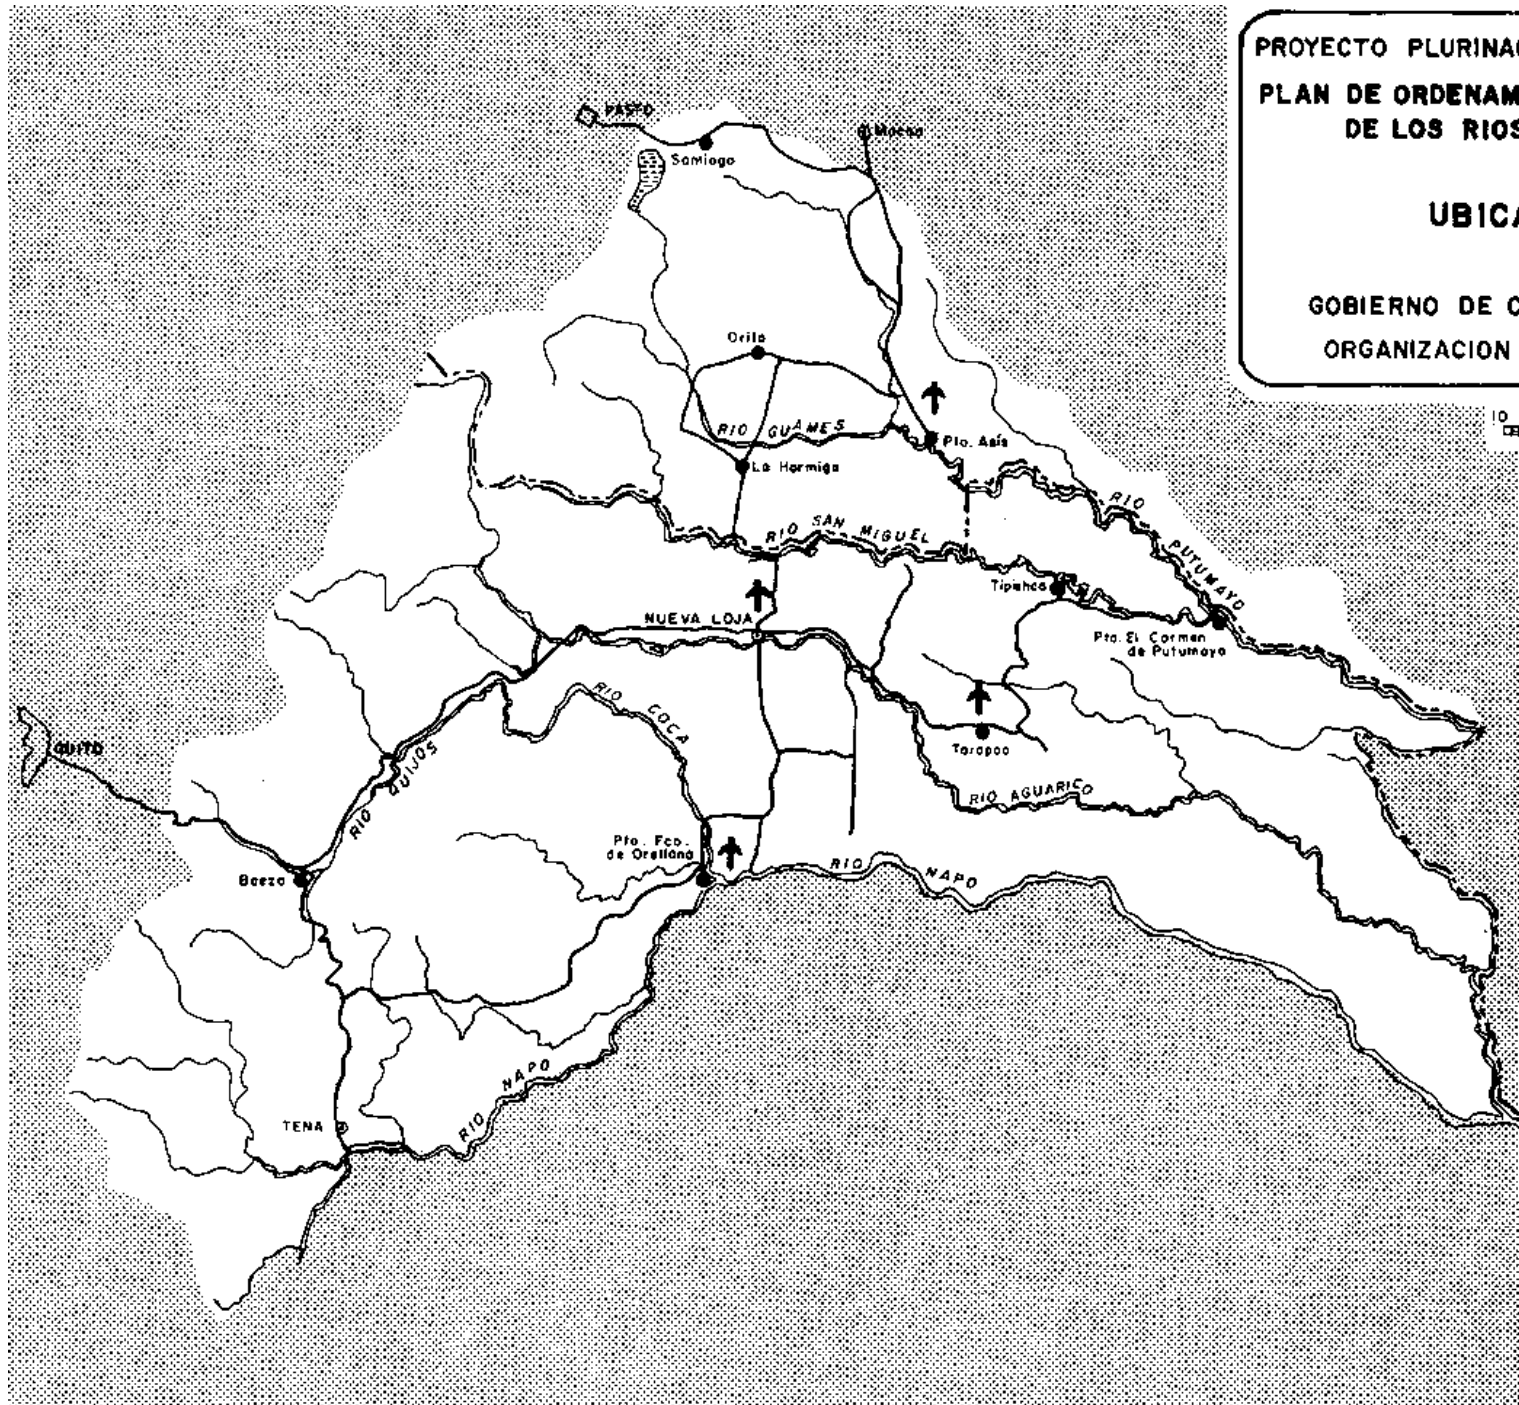 PROYECTO PLURINAC
PLAN DE ORDENAM
DE LOS RIOS
UBICA
GOBIERNO DE C
ORGANIZACION
10
PASTO
Santiago
Mocoa
Orito
RIO GUAMES
Pto. Asís
La Hormiga
RIO SAN MIGUEL
RIO PUTUMAYO
Tipishca
NUEVA LOJA
Pto. El Carmen
de Putumayo
RIO COCA
QUITO
RIO QUIJOS
Tarapoa
RIO AGUARICO
Pto. Fco.
de Orellana
RIO NAPO
Baeza
RIO NAPO
TENA